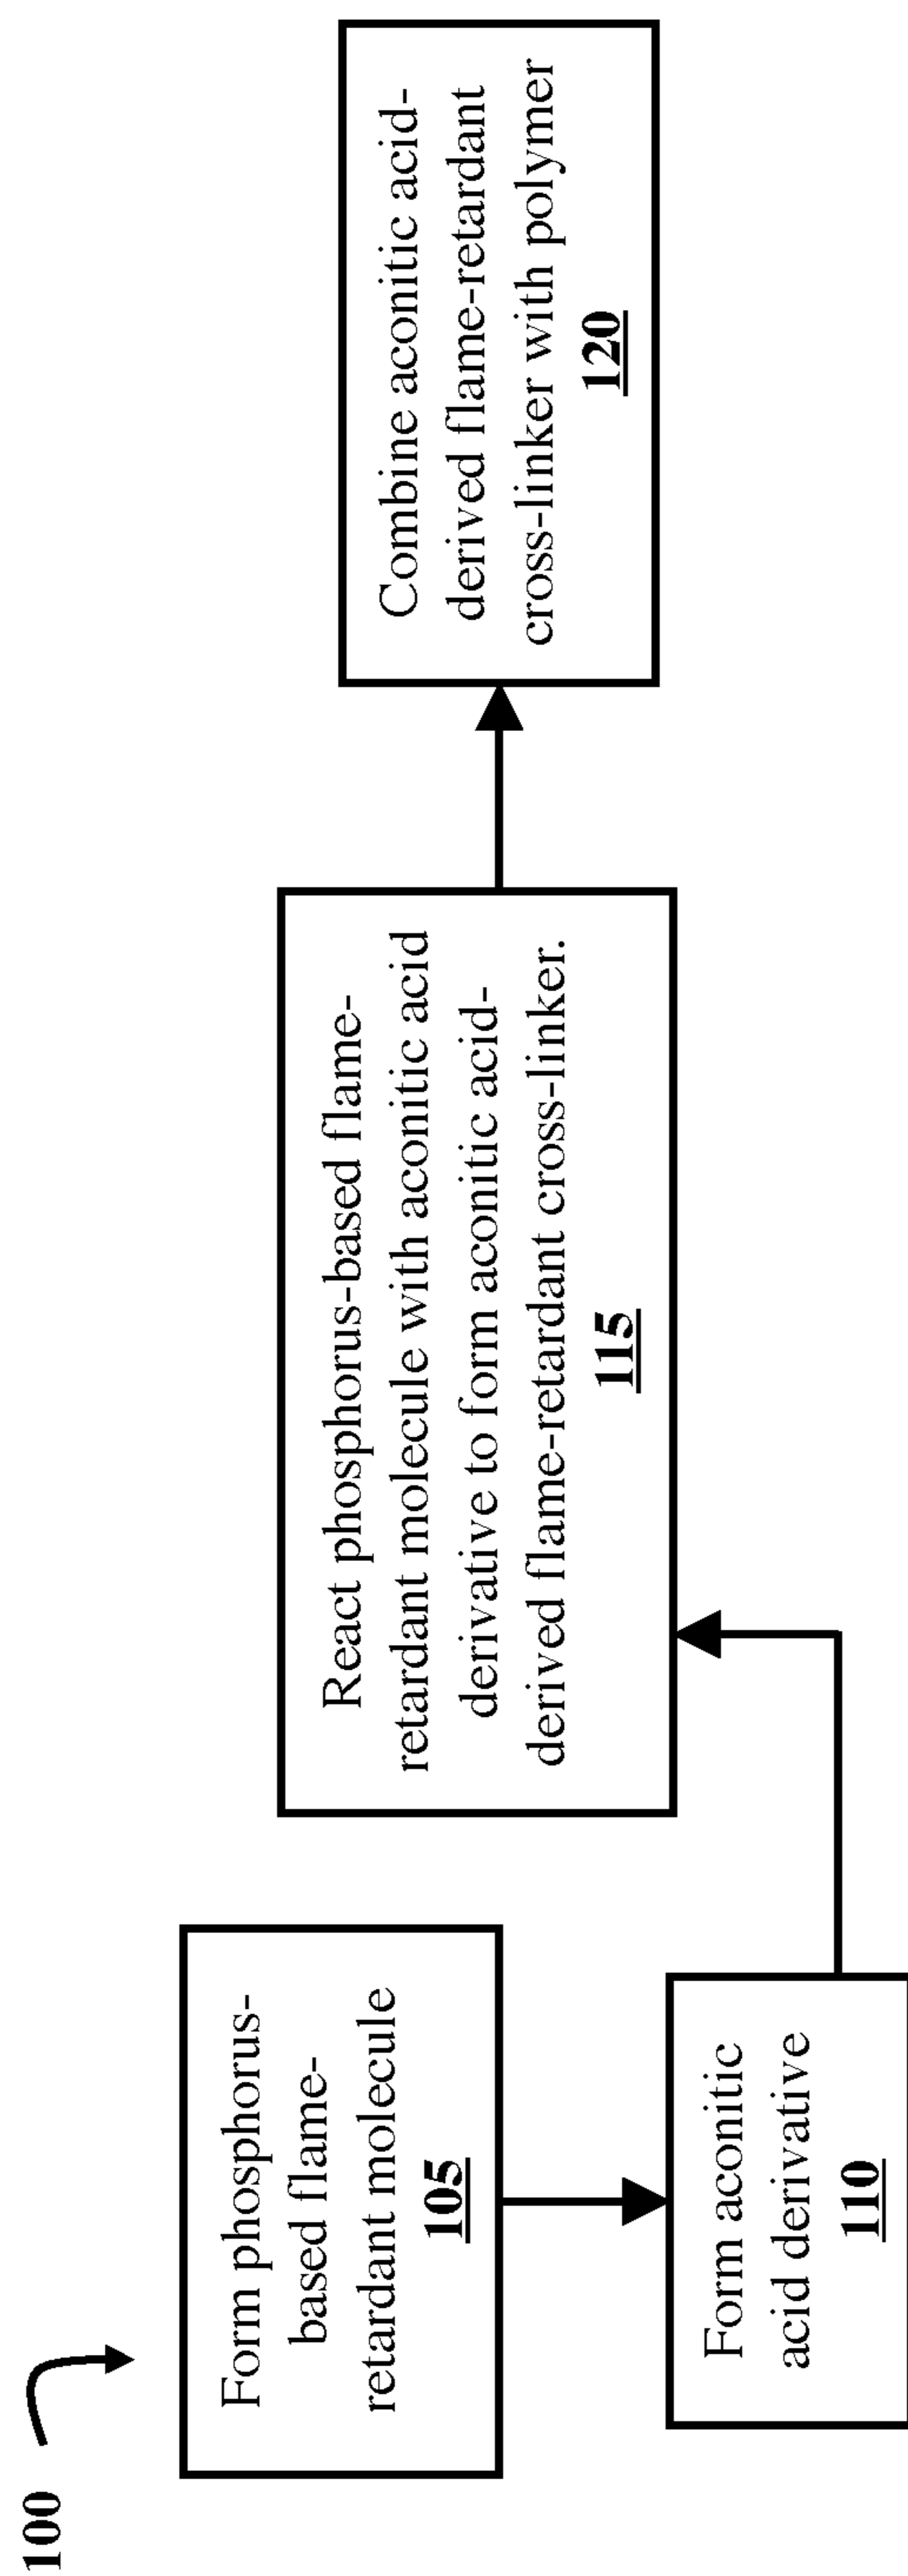 100
Form phosphorus-
based flame-
retardant molecule
105
Form aconitic
acid derivative
110
React phosphorus-based flame-
retardant molecule with aconitic acid
derivative to form aconitic acid-
derived flame-retardant cross-linker.
115
Combine aconitic acid-
derived flame-retardant
cross-linker with polymer
120